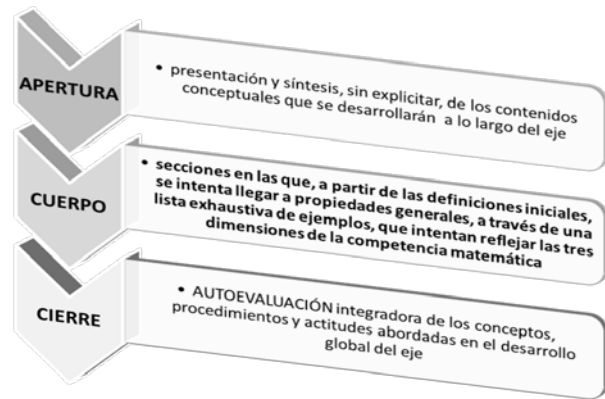 APERTURA
• presentación y síntesis, sin explicitar, de los contenidos
conceptuales que se desarrollarán a lo largo del eje
CUERPO
• secciones en las que, a partir de las definiciones iniciales,
se intenta llegar a propiedades generales, a través de una
lista exhaustiva de ejemplos, que intentan reflejar las tres
dimensiones de la competencia matemática
CIERRE
• AUTOEVALUACIÓN integradora de los conceptos,
procedimientos y actitudes abordadas en el desarrollo
global del eje